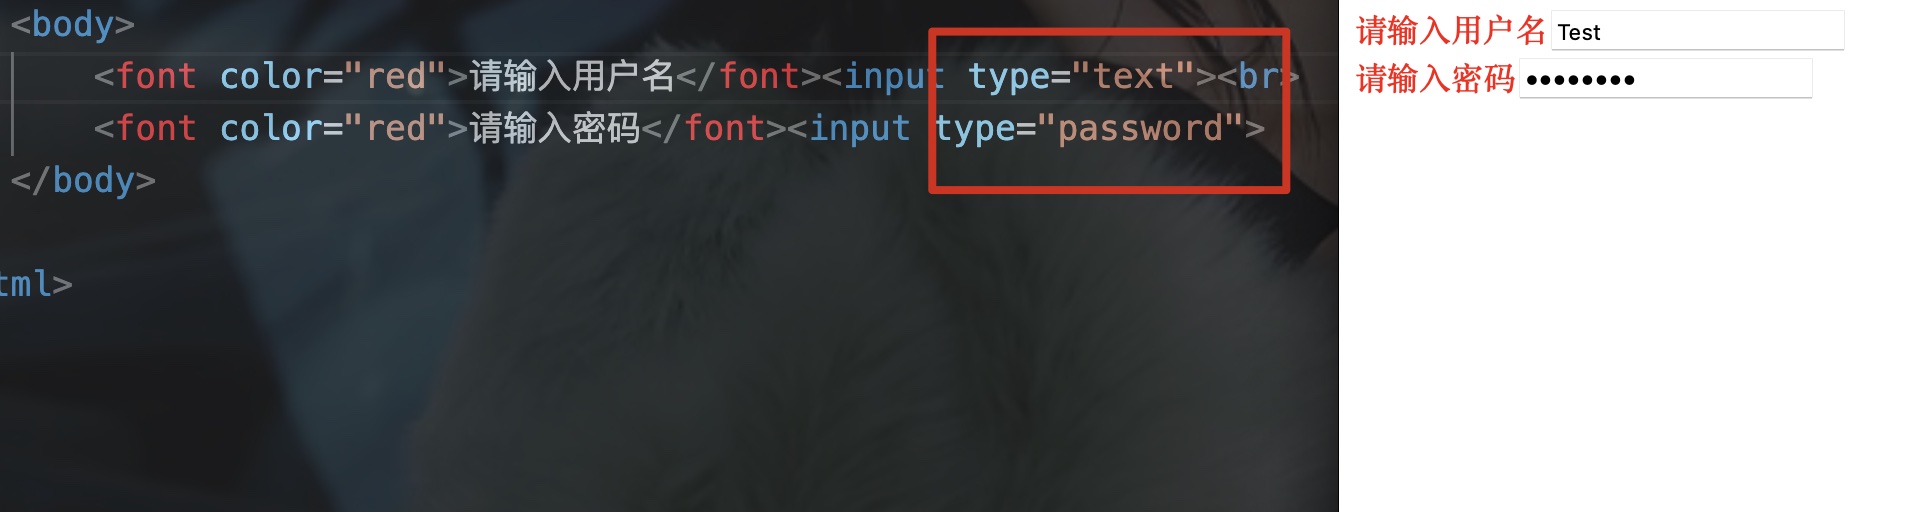 <body>
<font color="red">请输入用户名</font><input type="text"><br>
<font color="red">请输入密码</font><input type="password">
</body>
tml>
请输入用户名 Test
请输入密码 ••••••••